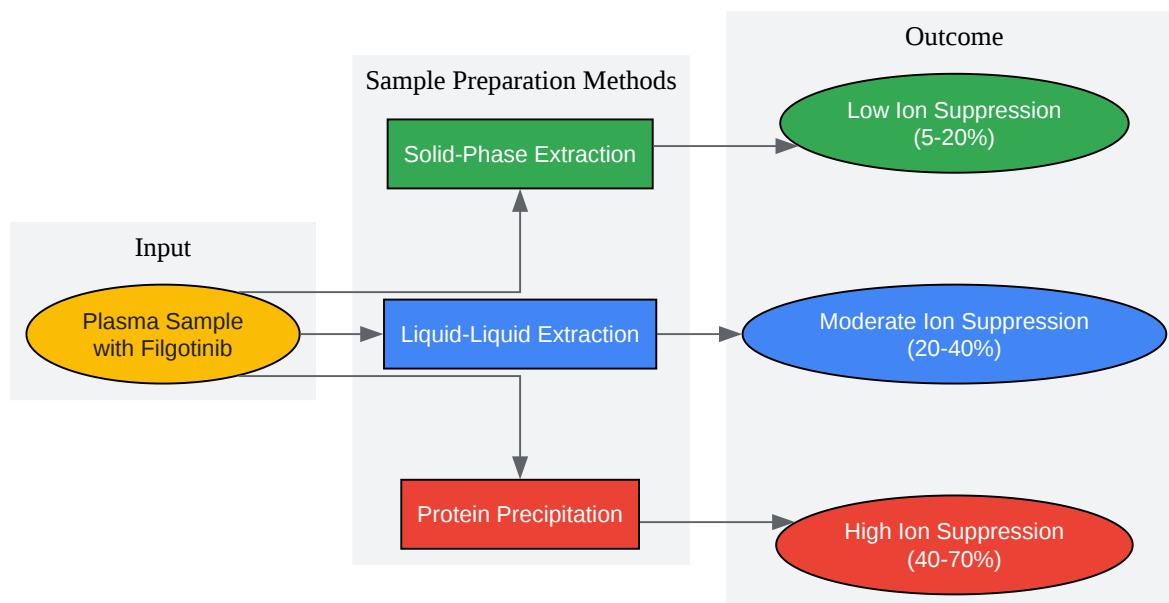 Input
Plasma Sample
with Filgotinib
Sample Preparation Methods
Solid-Phase Extraction
Liquid-Liquid Extraction
Protein Precipitation
Outcome
Low Ion Suppression
(5-20%)
Moderate Ion Suppression
(20-40%)
High Ion Suppression
(40-70%)